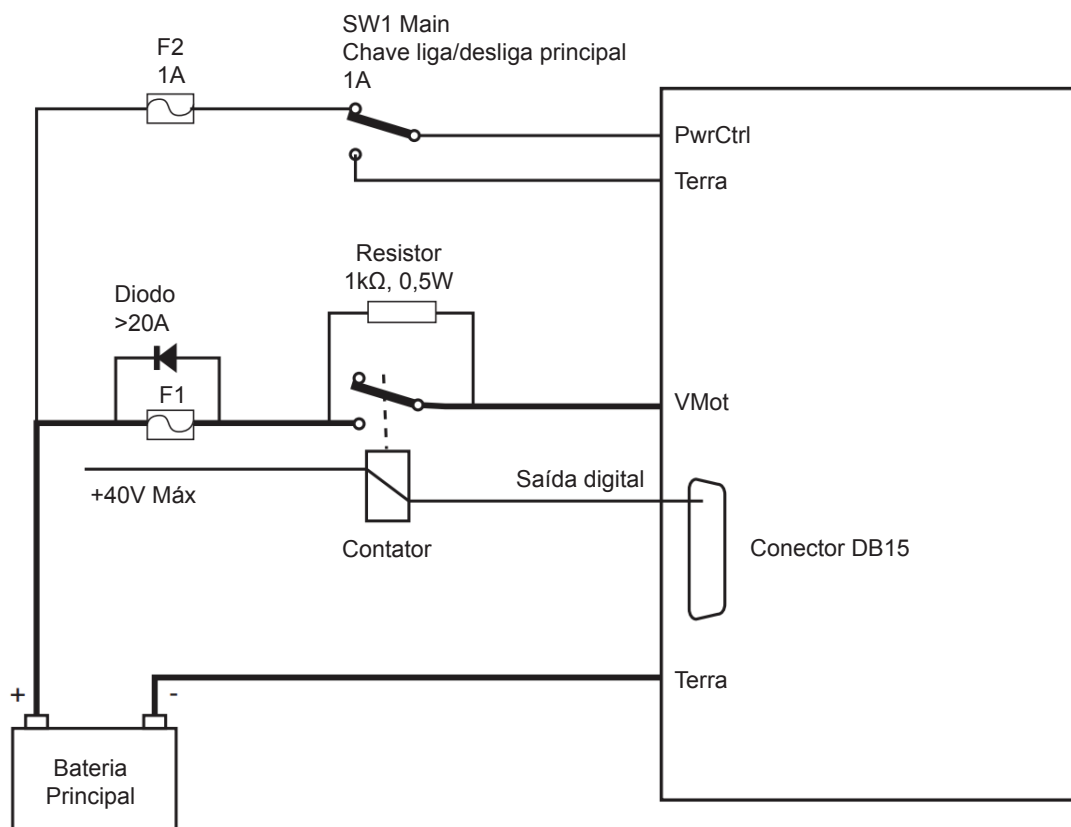 SW1 Main
Chave liga/desliga principal
1A
F2
1A
PwrCtrl
Terra
Resistor
1kΩ, 0,5W
Diodo
>20A
F1
VMot
+40V Máx
Saída digital
Contator
Conector DB15
Terra
+
-
Bateria
Principal